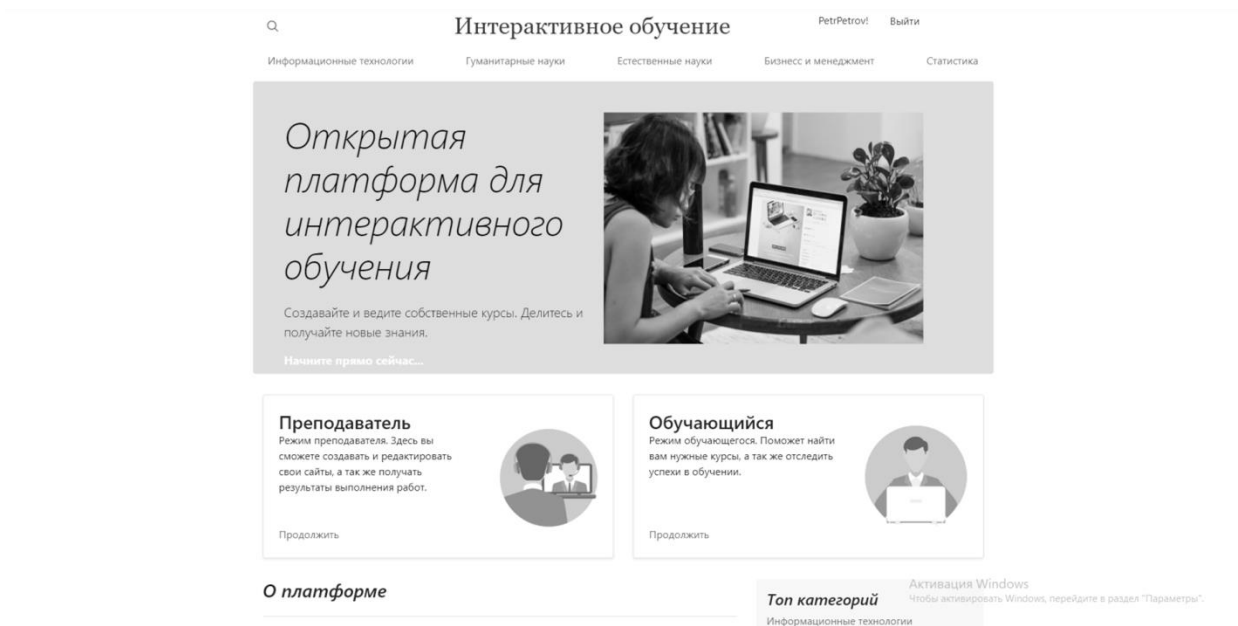 Интерактивное обучение
PetrPetrov!
Выйти
Информационные технологии
Гуманитарные науки
Естественные науки
Бизнесс и менеджмент
Статистика
Открытая
платформа для
интерактивного
обучения
Создавайте и ведите собственные курсы. Делитесь и
получайте новые знания.
Начните прямо сейчас...
Преподаватель
Режим преподавателя. Здесь вы
сможете создавать и редактировать
свои сайты, а так же получать
результаты выполнения работ.
Продолжить
Обучающийся
Режим обучающегося. Поможет найти
вам нужные курсы, а так же отследить
успехи в обучении.
Продолжить
О платформе
Топ категорий
Информационные технологии
Активация Windows
Чтобы активировать Windows, перейдите в раздел "Параметры".